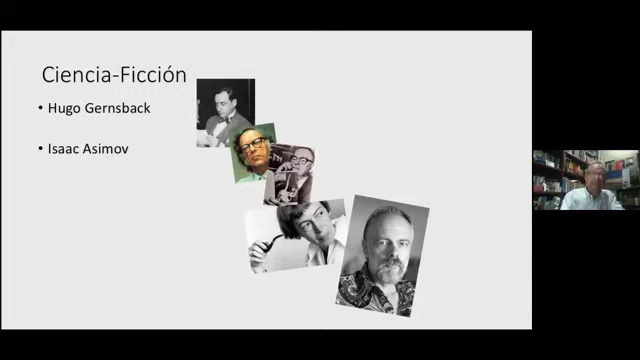 Ciencia-Ficción
• Hugo Gernsback
• Isaac Asimov